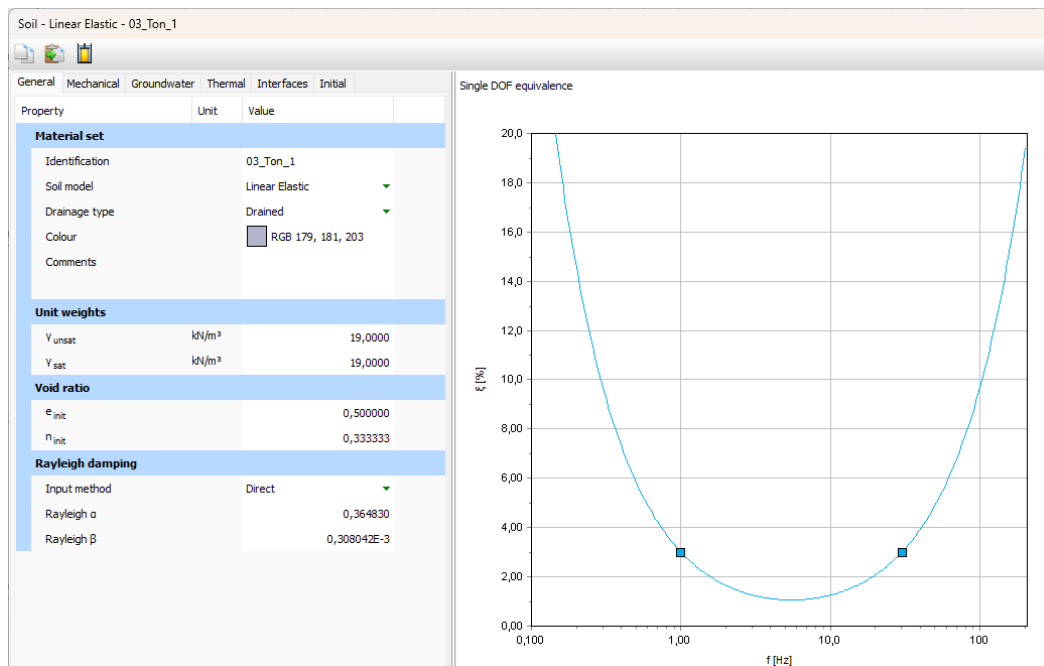 Soil - Linear Elastic - 03_Ton_1
General Mechanical Groundwater Thermal Interfaces Initial
Property Unit Value
Material set
Identification 03_Ton_1
Soil model Linear Elastic
Drainage type Drained
Colour RGB 179, 181, 203
Comments
Unit weights
γ unsat kN/m³ 19,0000
γ sat kN/m³ 19,0000
Void ratio
e init 0,500000
n init 0,333333
Rayleigh damping
Input method Direct
Rayleigh α 0,364830
Rayleigh β 0,308042E-3
Single DOF equivalence
20,0
18,0
16,0
14,0
12,0
10,0
8,00
6,00
4,00
2,00
0,00
ξ [%]
0,100 1,00 10,0 100
f [Hz]